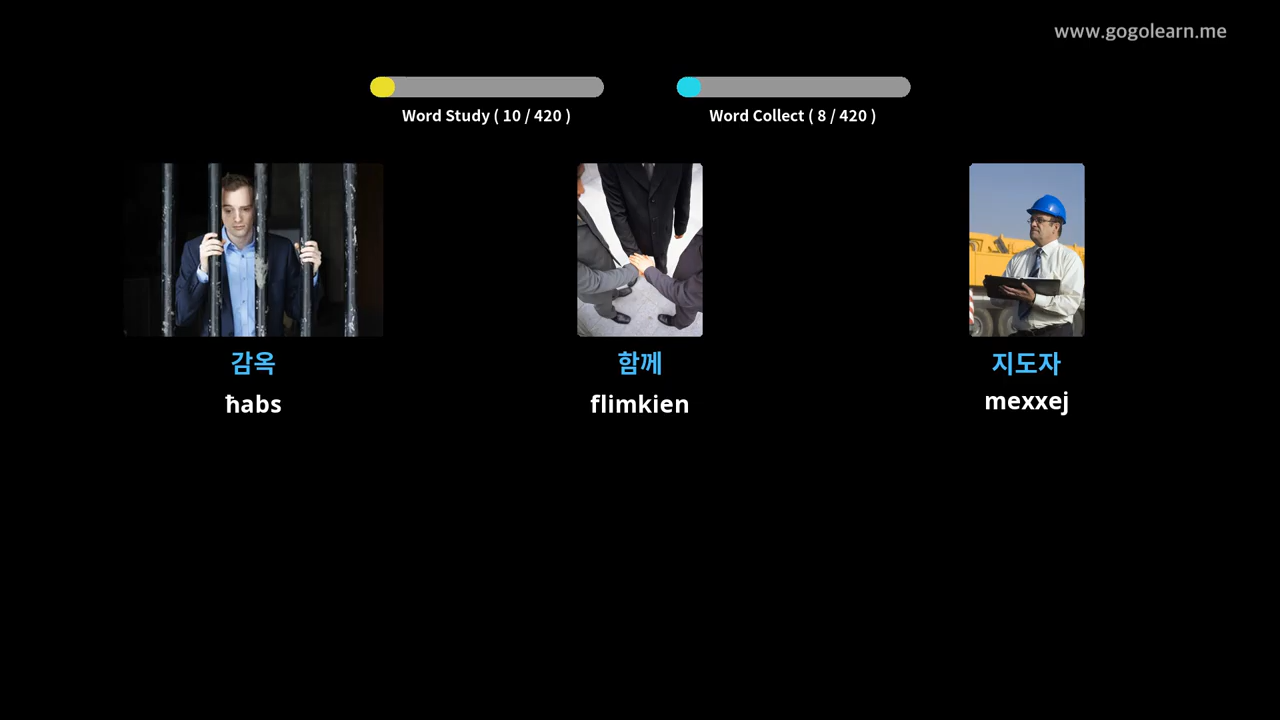 www.gogolearn.me
Word Study ( 10 / 420 )
Word Collect ( 8 / 420 )
감옥
함께
지도자
ħabs
flimkien
mexxej